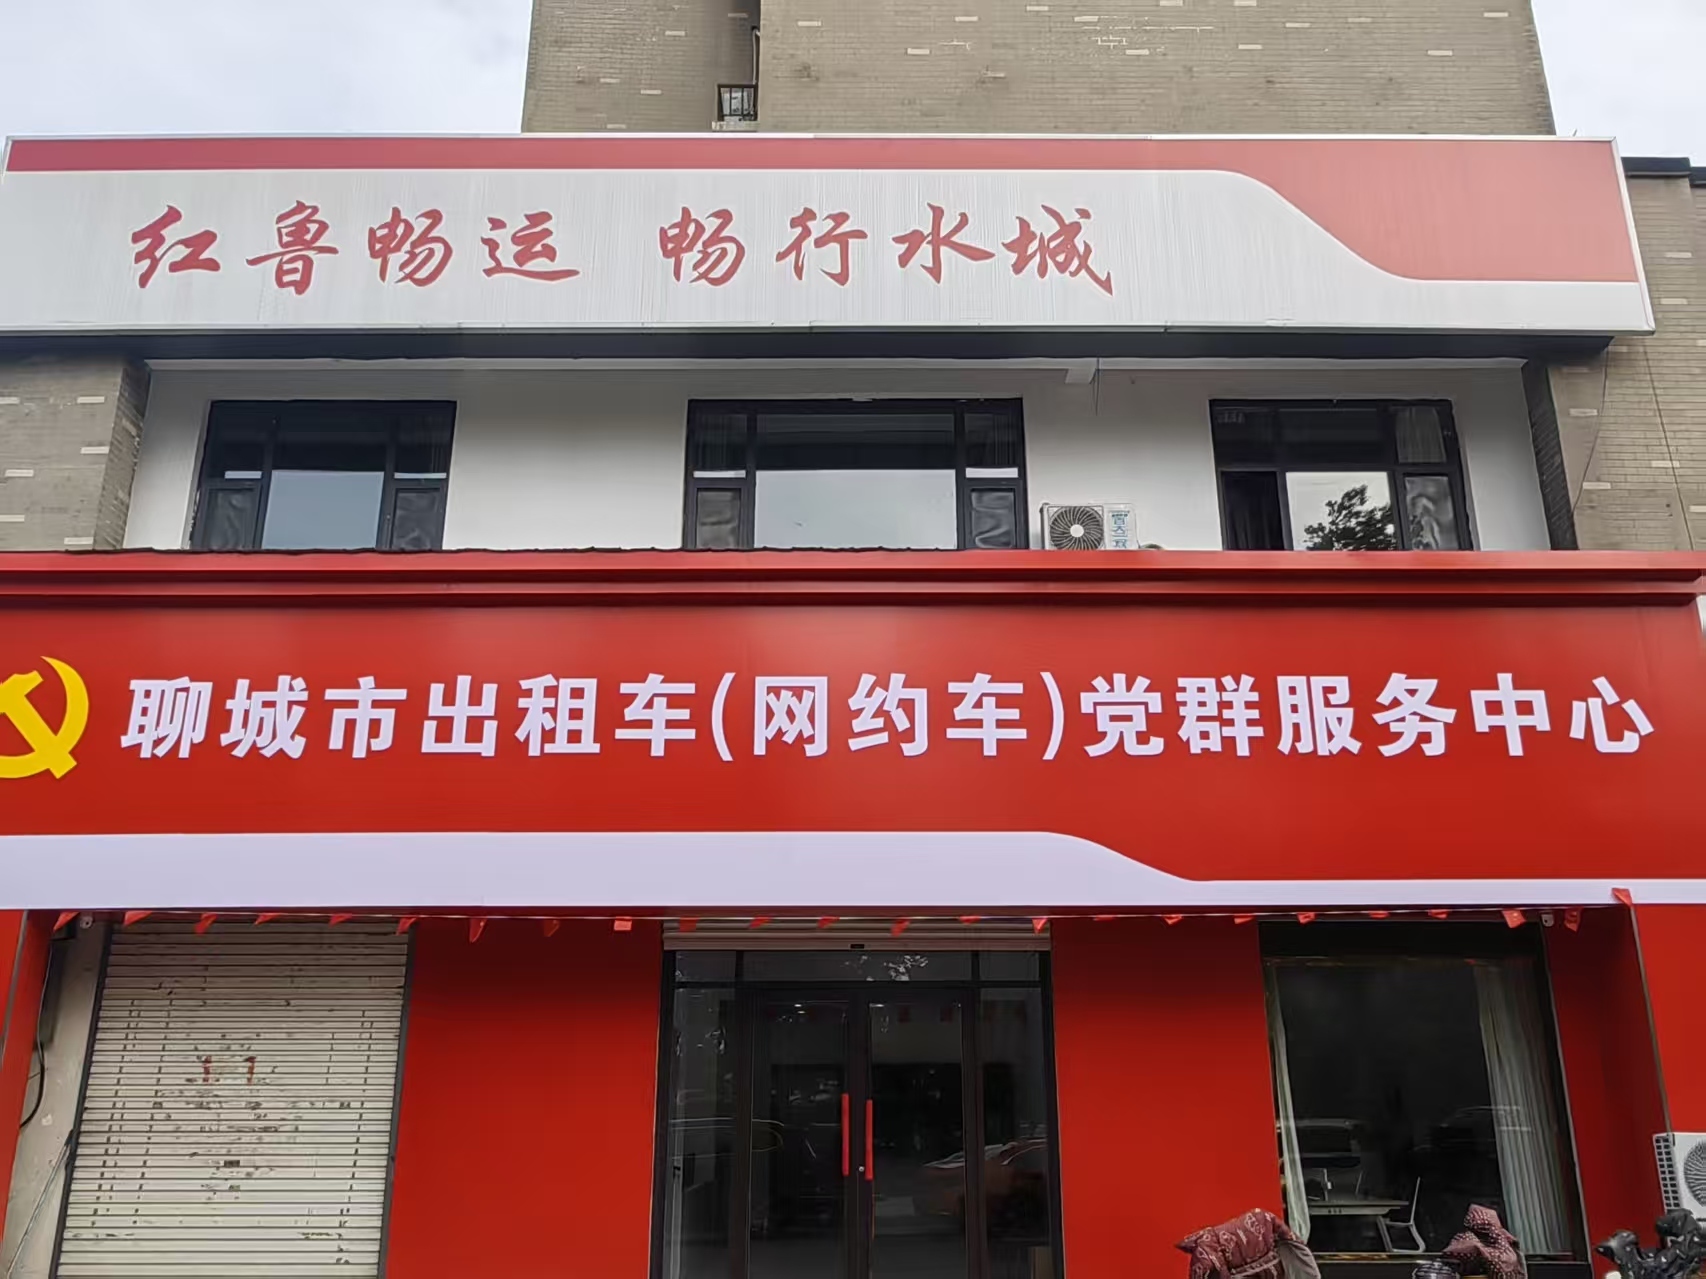 红鲁畅运 畅行水城
聊城市出租车(网约车)党群服务中心